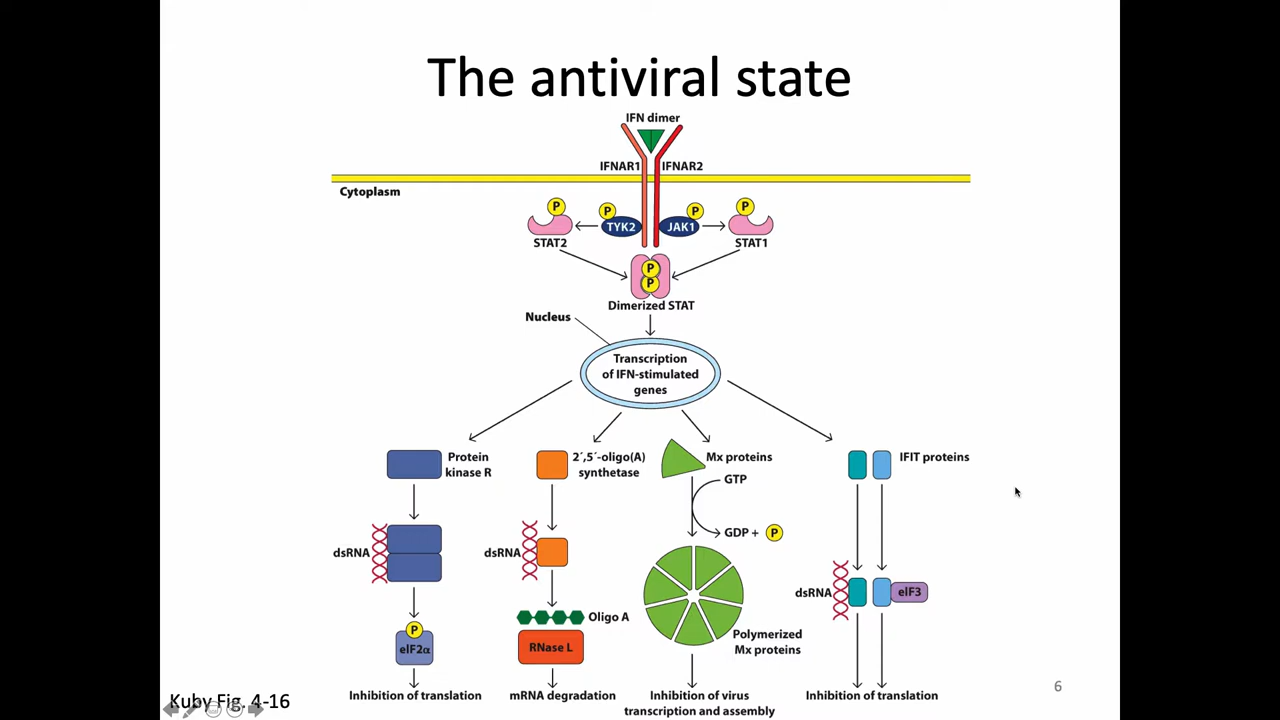 The antiviral state
IFN dimer
IFNAR1
IFNAR2
Cytoplasm
P
P
P
P
TYK2
JAK1
STAT2
STAT1
P
P
Dimerized STAT
Nucleus
Transcription
of IFN-stimulated
genes
Protein
kinase R
2´,5´-oligo(A)
synthetase
Mx proteins
IFIT proteins
GTP
GDP +
P
dsRNA
dsRNA
dsRNA
eIF3
Oligo A
P
eIF2α
RNase L
Polymerized
Mx proteins
Inhibition of translation
mRNA degradation
Inhibition of virus
transcription and assembly
Inhibition of translation
Kuby Fig. 4-16
6